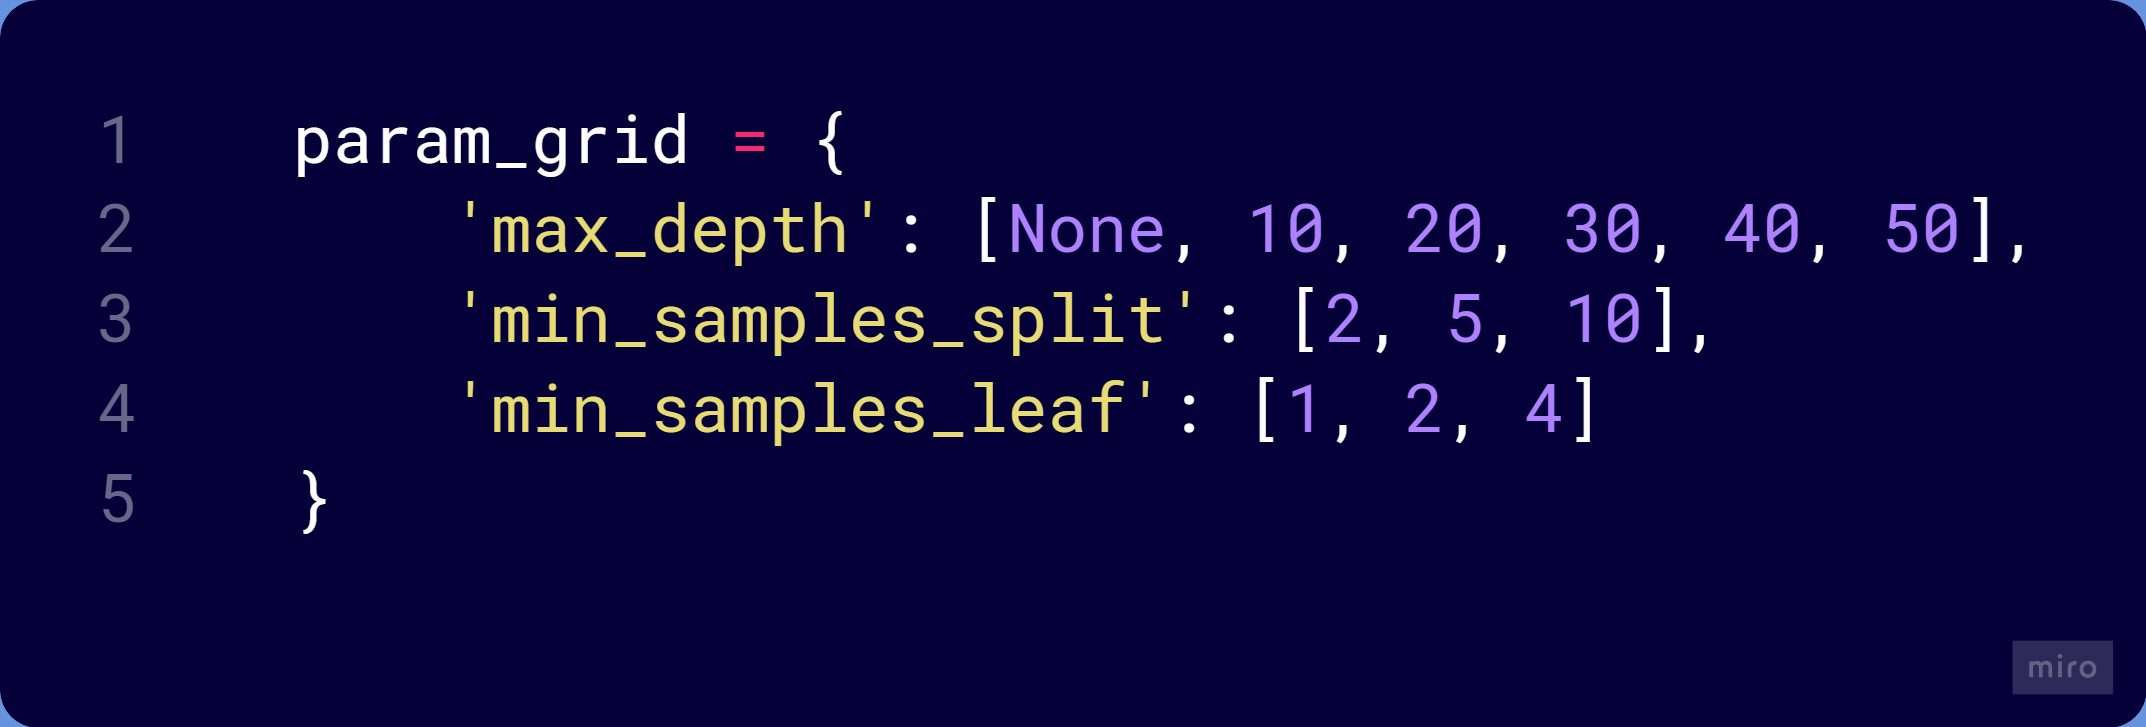 1 param_grid = {
2 'max_depth': [None, 10, 20, 30, 40, 50],
3 'min_samples_split': [2, 5, 10],
4 'min_samples_leaf': [1, 2, 4]
5 }
miro